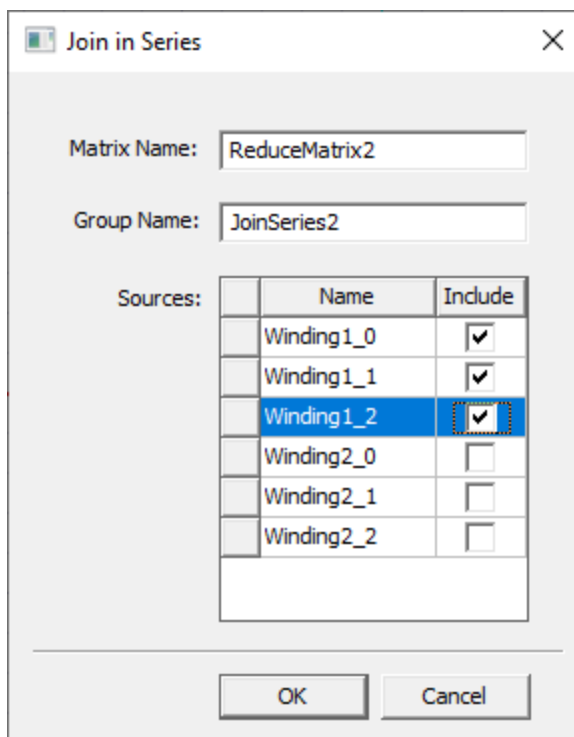 Join in Series
Matrix Name: ReduceMatrix2
Group Name: JoinSeries2
Sources: Name Include
Winding1_0
Winding1_1
Winding1_2
Winding2_0
Winding2_1
Winding2_2
OK Cancel